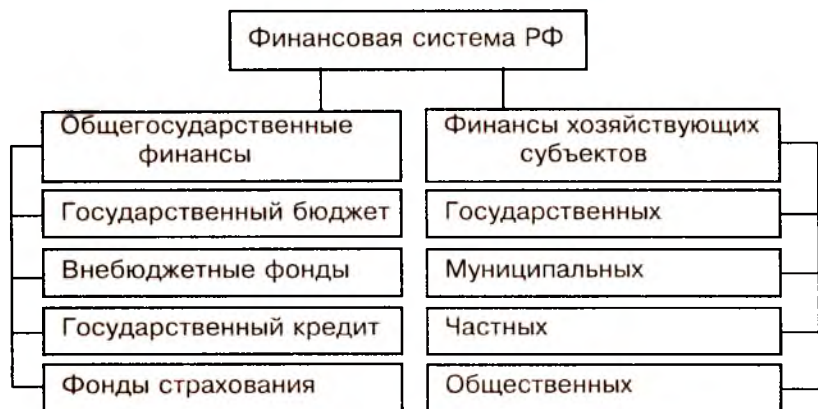 Финансовая система РФ
Общегосударственные
финансы
Государственный бюджет
Внебюджетные фонды
Государственный кредит
Фонды страхования
Финансы хозяйствующих
субъектов
Государственных
Муниципальных
Частных
Общественных